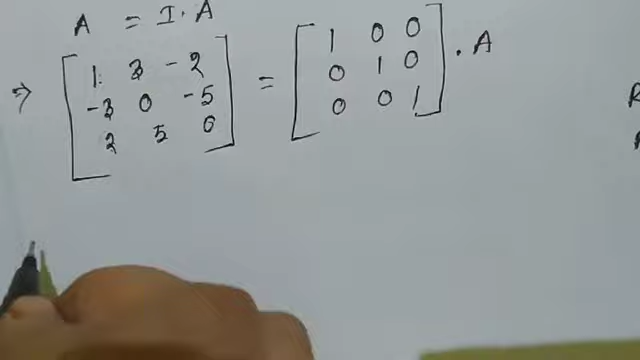 A = I . A
⇒ [ 1 3 -2 ] = [ 1 0 0 ] . A
[ -3 0 -5 ] [ 0 1 0 ]
[ 2 5 0 ] [ 0 0 1 ]
R